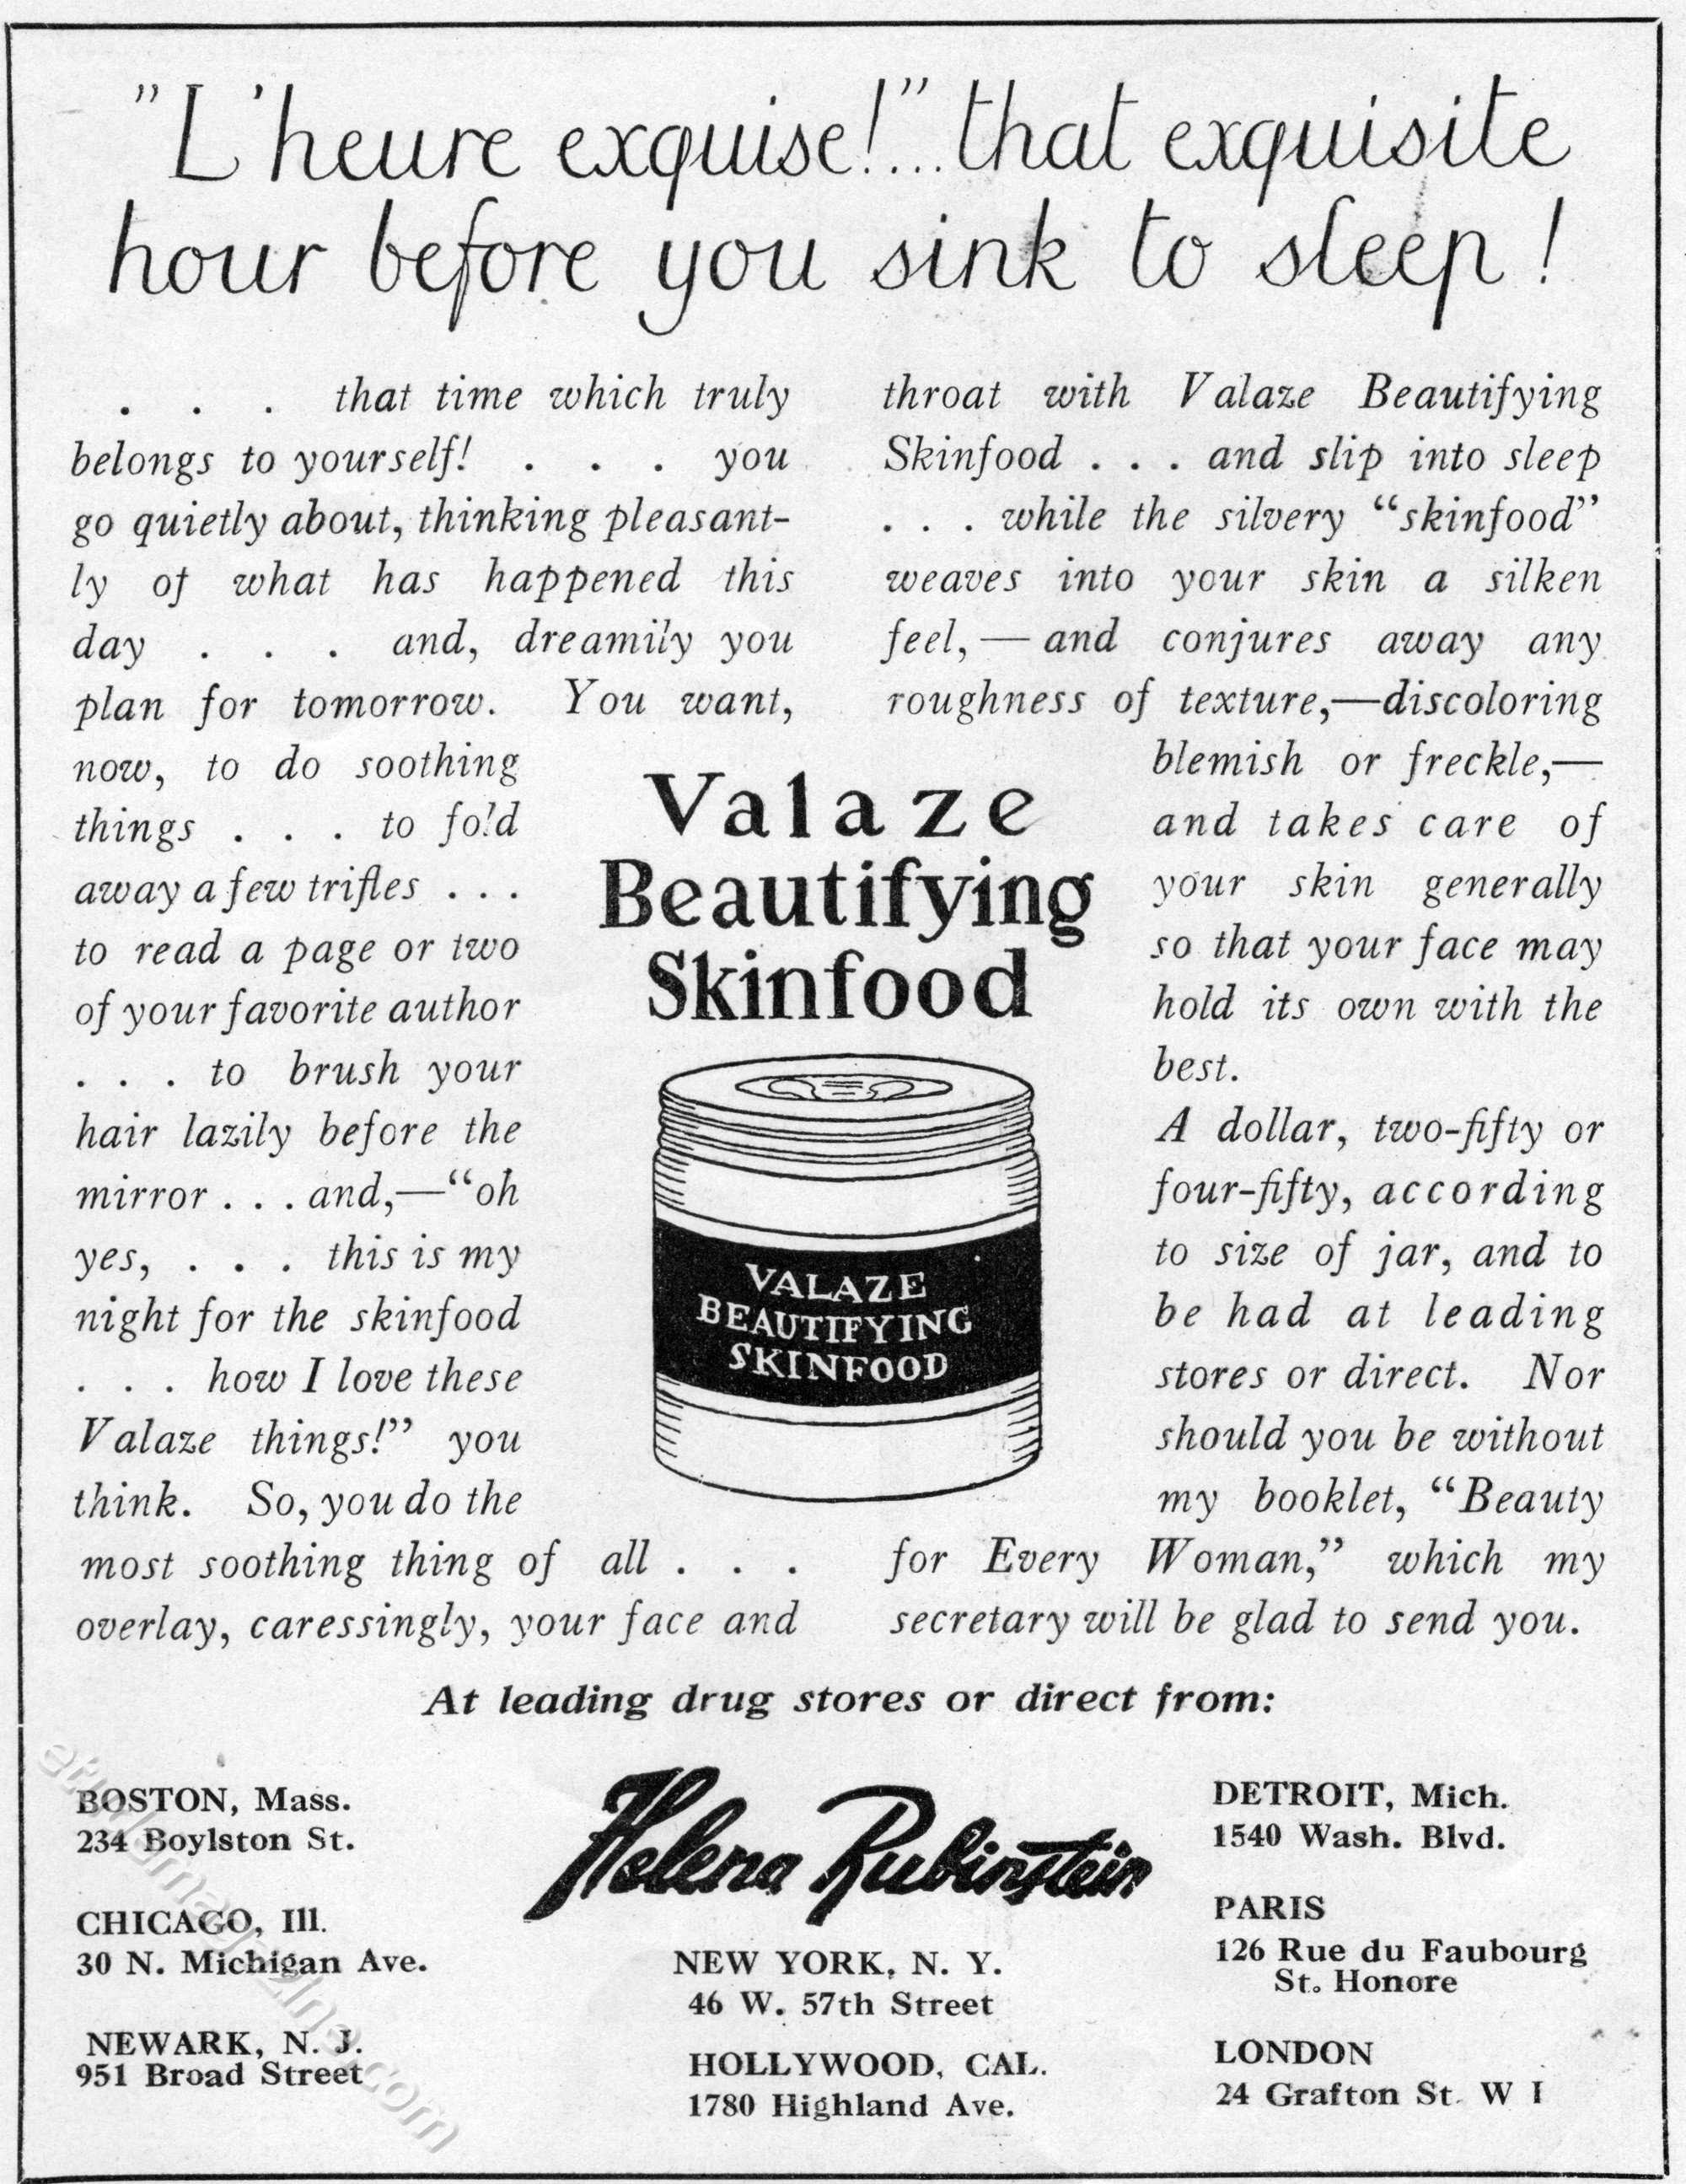 "L'heure exquise!"... that exquisite
hour before you sink to sleep!
. . . that time which truly
belongs to yourself! . . . you
go quietly about, thinking pleasant-
ly of what has happened this
day . . . and, dreamily you
plan for tomorrow. You want,
now, to do soothing
things . . . to fold
away a few trifles . . .
to read a page or two
of your favorite author
. . . to brush your
hair lazily before the
mirror . . . and,—“oh
yes, . . . this is my
night for the skinfood
. . . how I love these
Valaze things!” you
think. So, you do the
most soothing thing of all . . .
overlay, caressingly, your face and
throat with Valaze Beautifying
Skinfood . . . and slip into sleep
. . . while the silvery “skinfood”
weaves into your skin a silken
feel,—and conjures away any
roughness of texture,—discoloring
blemish or freckle,—
and takes care of
your skin generally
so that your face may
hold its own with the
best.
A dollar, two-fifty or
four-fifty, according
to size of jar, and to
be had at leading
stores or direct. Nor
should you be without
my booklet, “Beauty
for Every Woman,” which my
secretary will be glad to send you.
Valaze
Beautifying
Skinfood
VALAZE
BEAUTIFYING
SKINFOOD
At leading drug stores or direct from:
BOSTON, Mass.
234 Boylston St.
CHICAGO, Ill.
30 N. Michigan Ave.
NEWARK, N. J.
951 Broad Street
Helena Rubinstein
NEW YORK, N. Y.
46 W. 57th Street
HOLLYWOOD, CAL.
1780 Highland Ave.
DETROIT, Mich.
1540 Wash. Blvd.
PARIS
126 Rue du Faubourg
St. Honore
LONDON
24 Grafton St. W I